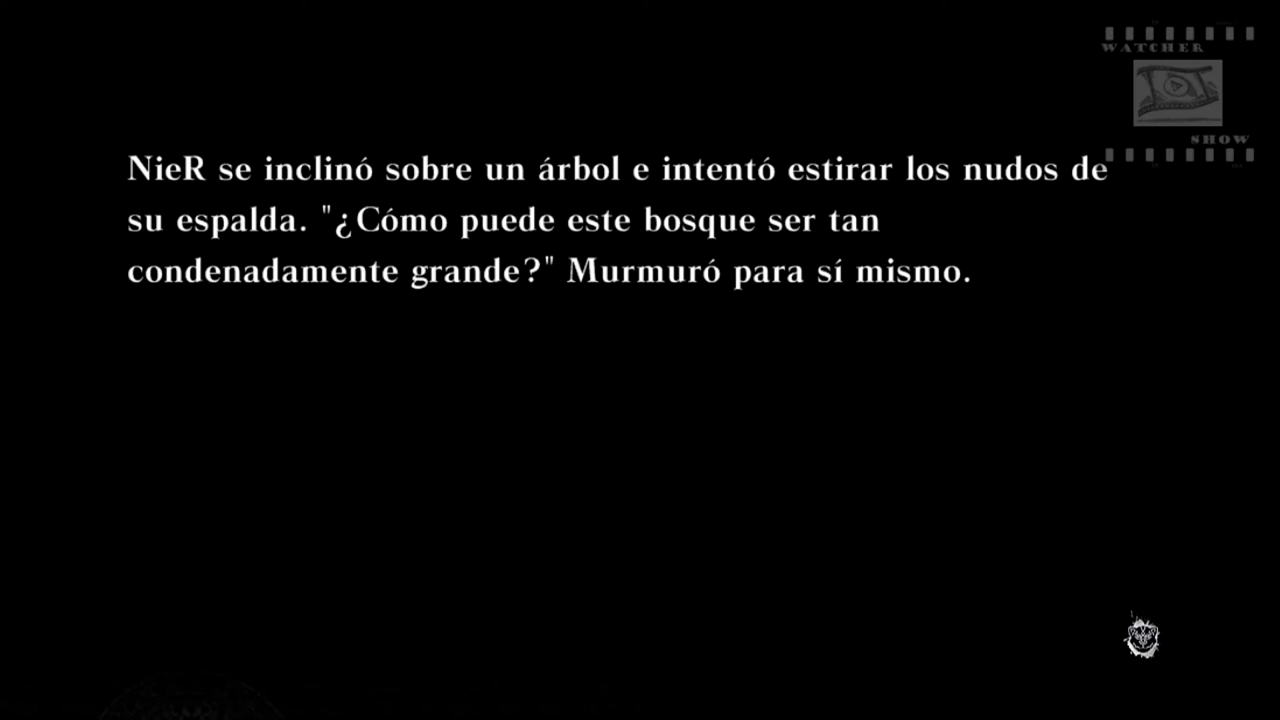 WATCHER
SHOW
NieR se inclinó sobre un árbol e intentó estirar los nudos de
su espalda. "¿Cómo puede este bosque ser tan
condenadamente grande?" Murmuró para sí mismo.